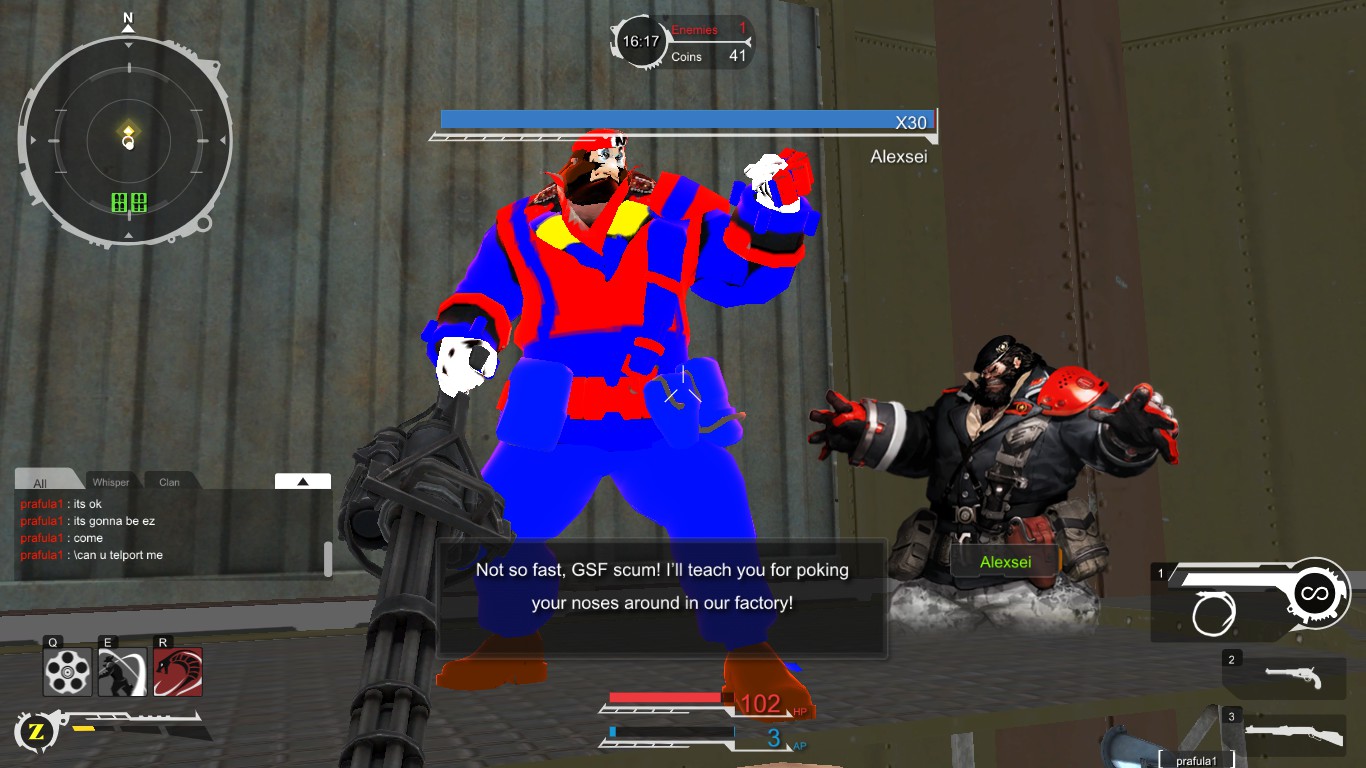 N
16:17
Enemies 1
Coins 41
X30
Alexsei
N
All Whisper Clan
prafula1 : its ok
prafula1 : its gonna be ez
prafula1 : come
prafula1 : \can u telport me
Not so fast, GSF scum! I'll teach you for poking
your noses around in our factory!
Alexsei
1
∞
2
3
Q E R
Z
102 HP
3 AP
prafula1